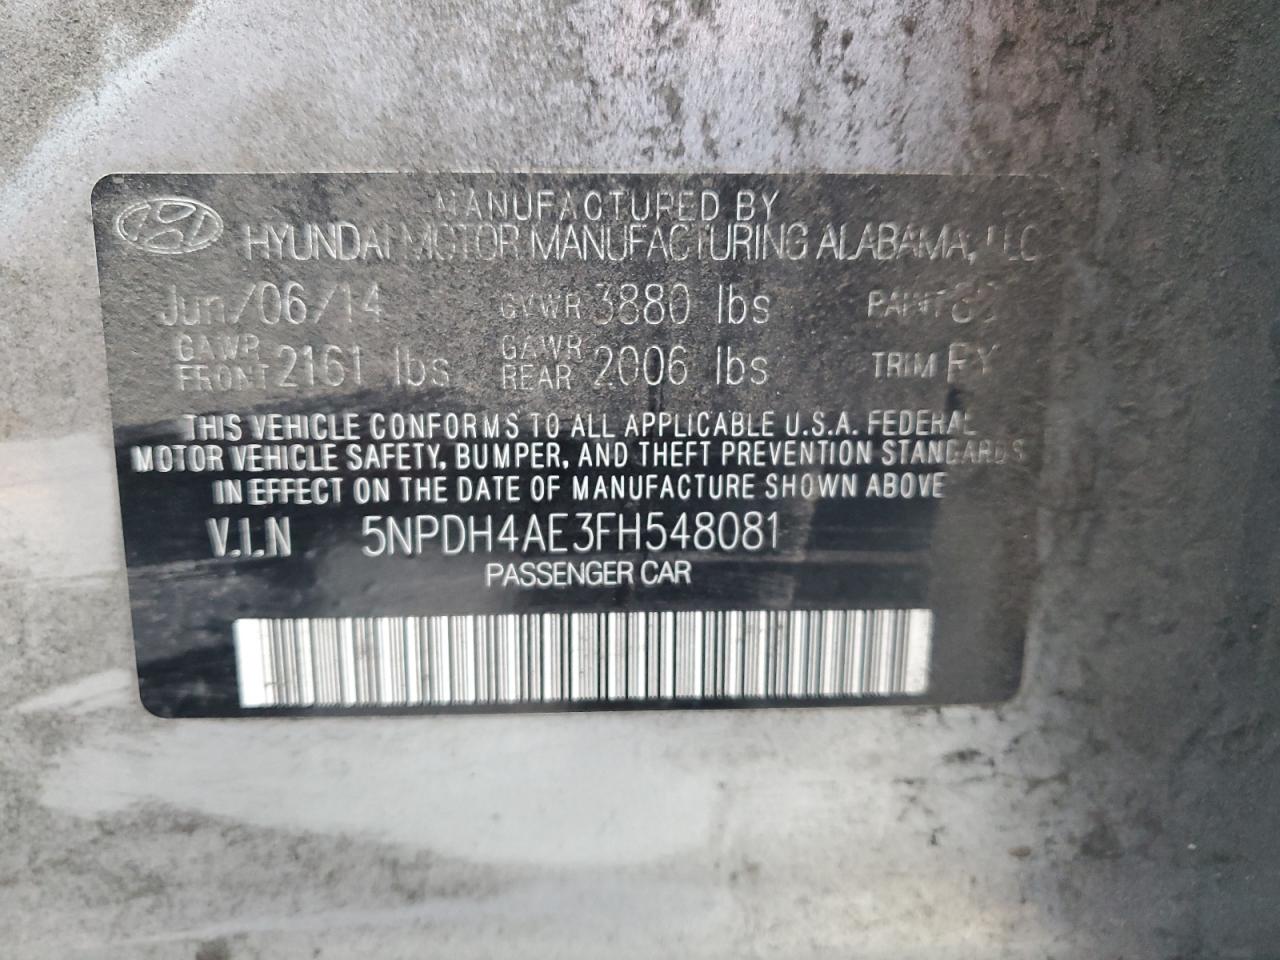 MANUFACTURED BY
HYUNDAI MOTOR MANUFACTURING ALABAMA, LLC
Jun/06/14 GVWR 3880 lbs PAINT
GAWR FRONT 2161 lbs GAWR REAR 2006 lbs TRIM
THIS VEHICLE CONFORMS TO ALL APPLICABLE U.S.A. FEDERAL
MOTOR VEHICLE SAFETY, BUMPER, AND THEFT PREVENTION STANDARDS
IN EFFECT ON THE DATE OF MANUFACTURE SHOWN ABOVE
V.I.N 5NPDH4AE3FH548081
PASSENGER CAR